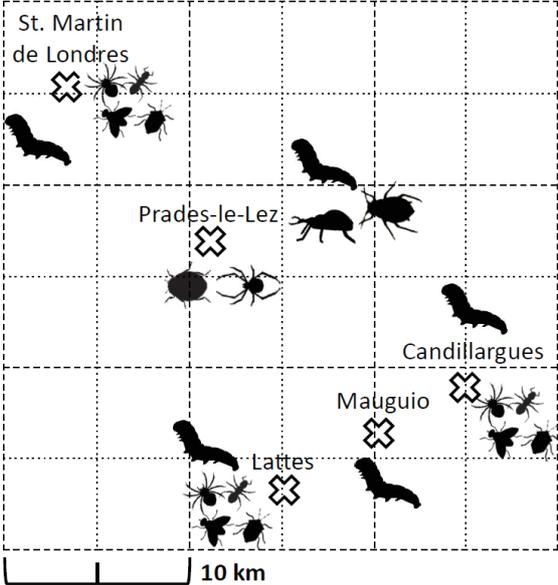 St. Martin
de Londres
Prades-le-Lez
Candillargues
Mauguio
Lattes
10 km